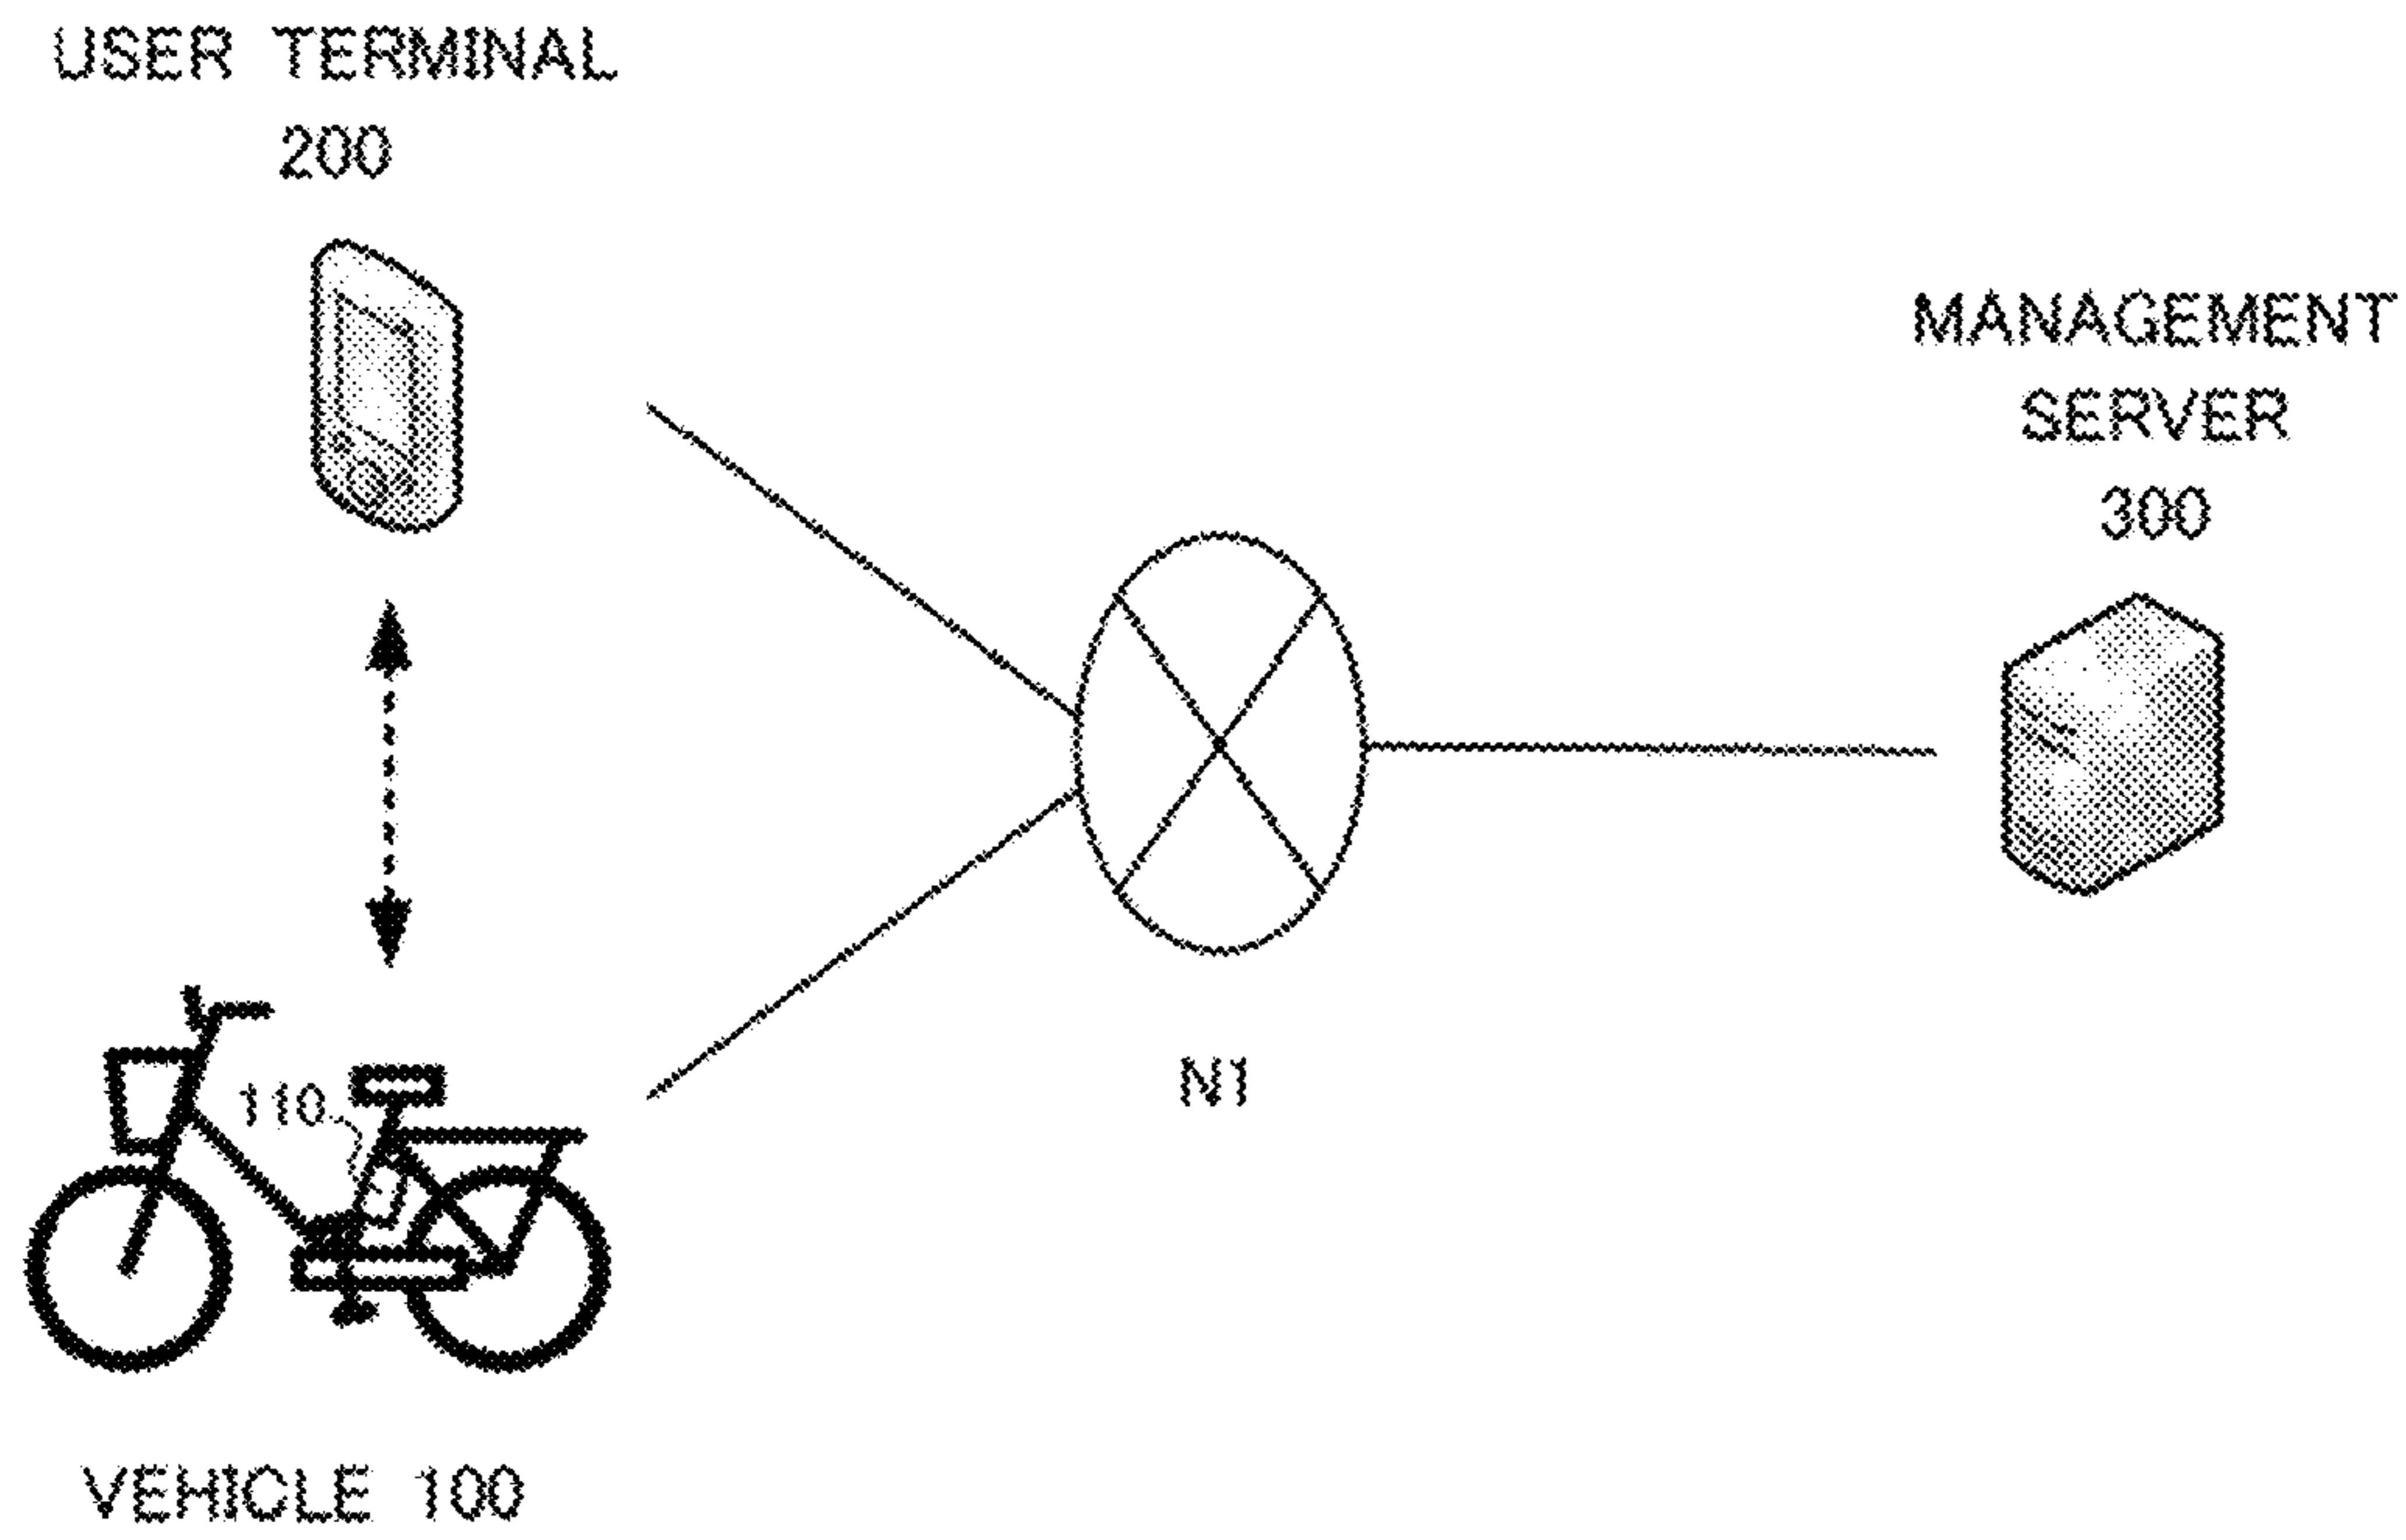 USER TERMINAL
200
MANAGEMENT
SERVER
300
N1
110
VEHICLE 100